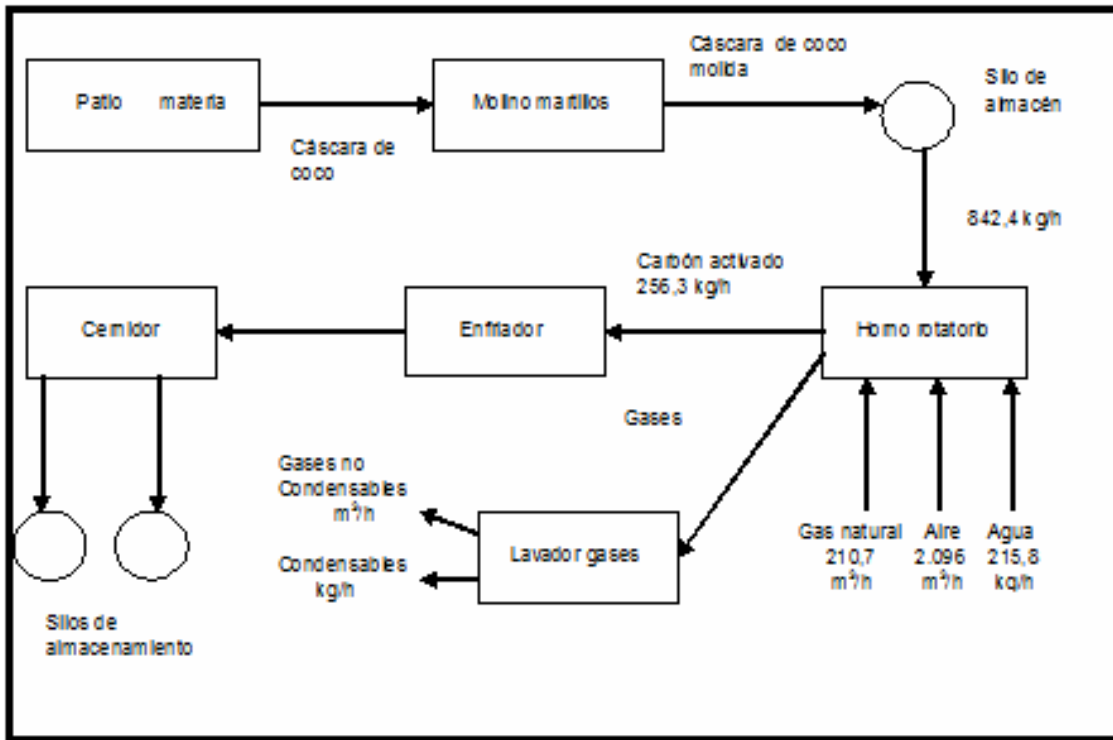 Patio materia
Molino martillos
Cáscara de coco
molida
Silo de
almacén
Cáscara de
coco
842,4 kg/h
Carbón activado
256,3 kg/h
Cernidor
Enfriador
Horno rotatorio
Gases
Gases no
Condensables
m³/h
Condensables
kg/h
Lavador gases
Gas natural
210,7
m³/h
Aire
2.096
m³/h
Agua
215,8
kg/h
Silos de
almacenamiento